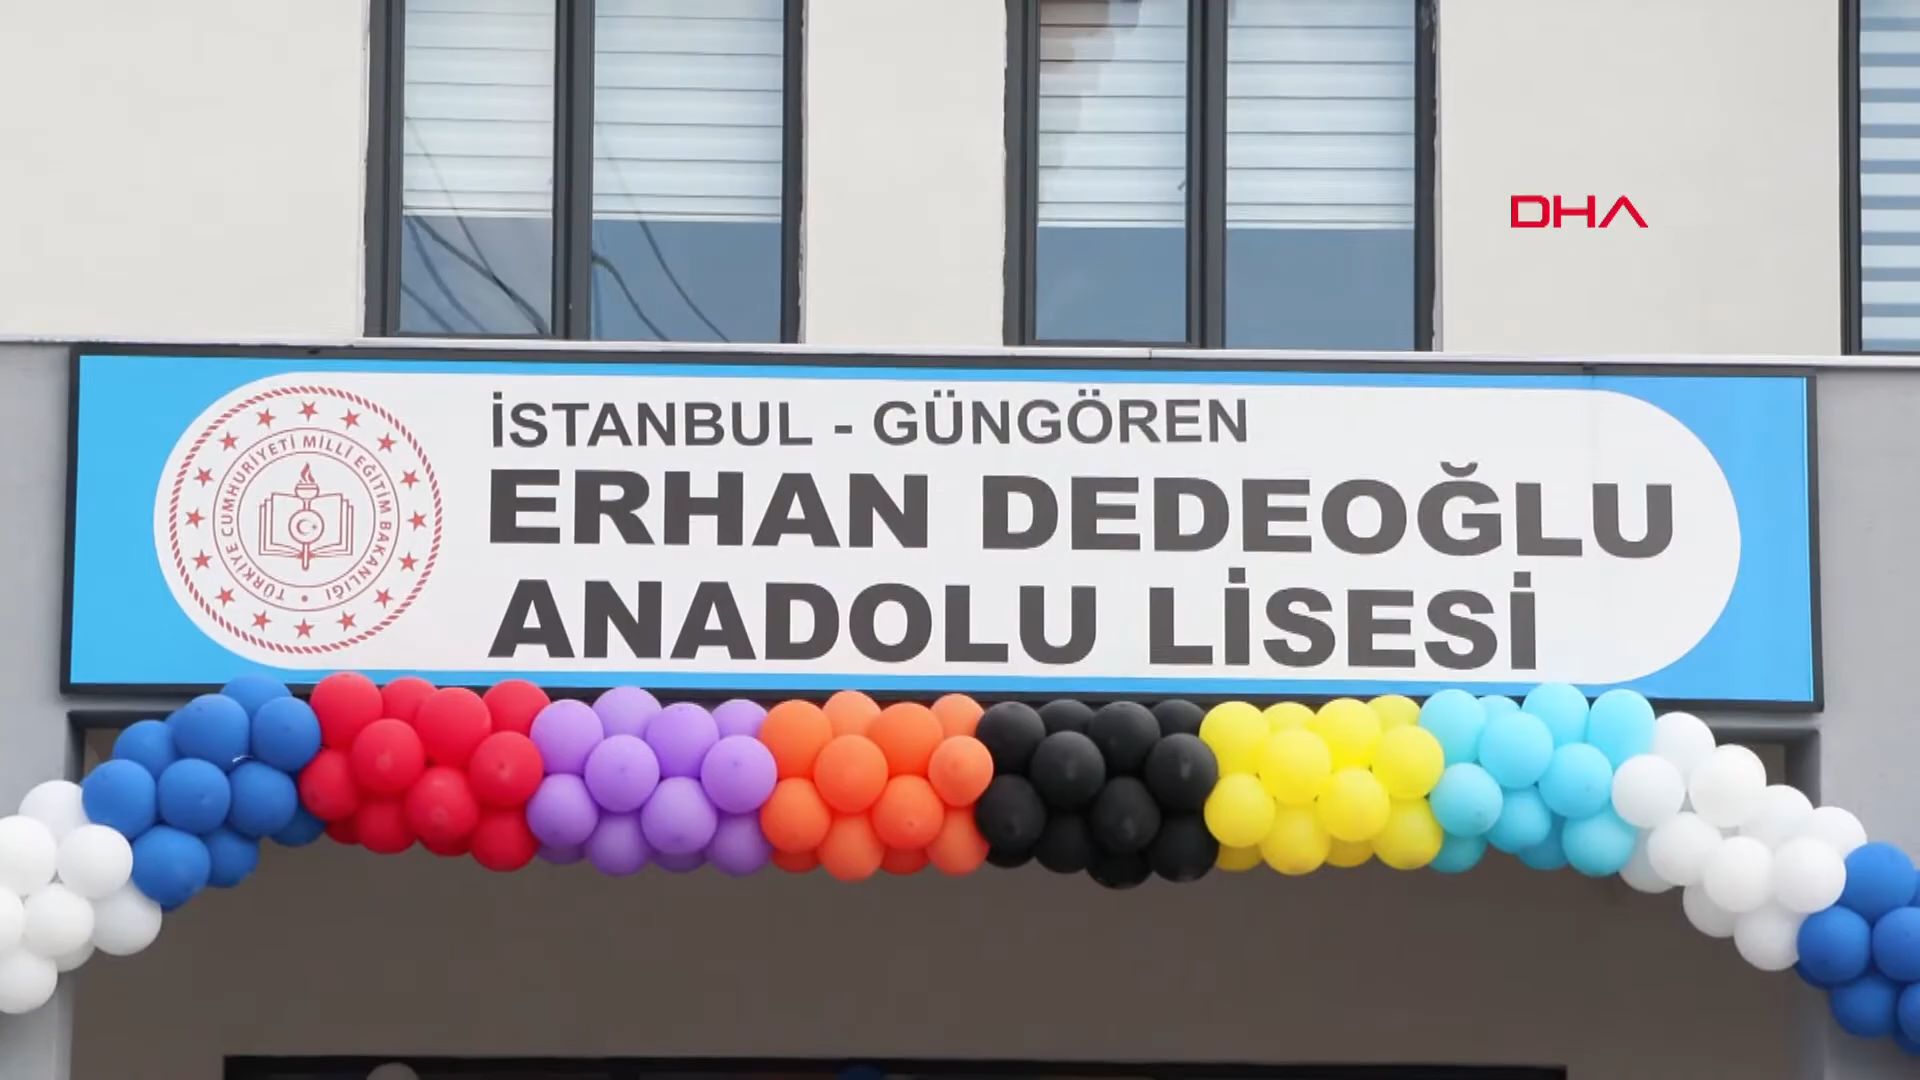 DHA
İSTANBUL - GÜNGÖREN
ERHAN DEDEOĞLU
ANADOLU LİSESİ
TÜRKİYE CUMHURİYETİ MİLLİ EĞİTİM BAKANLIĞI